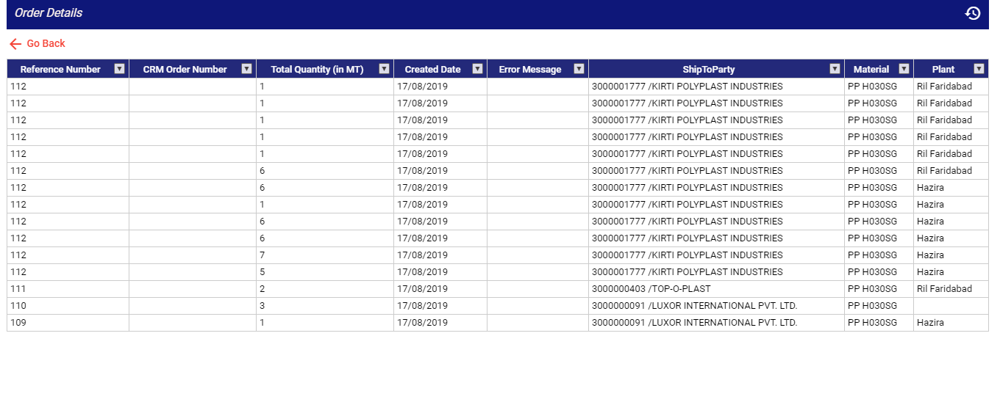 Order Details
Go Back
Reference Number CRM Order Number Total Quantity (in MT) Created Date Error Message ShipToParty Material Plant
112 1 17/08/2019 3000001777 /KIRTI POLYPLAST INDUSTRIES PP H030SG Ril Faridabad
112 1 17/08/2019 3000001777 /KIRTI POLYPLAST INDUSTRIES PP H030SG Ril Faridabad
112 1 17/08/2019 3000001777 /KIRTI POLYPLAST INDUSTRIES PP H030SG Ril Faridabad
112 1 17/08/2019 3000001777 /KIRTI POLYPLAST INDUSTRIES PP H030SG Ril Faridabad
112 1 17/08/2019 3000001777 /KIRTI POLYPLAST INDUSTRIES PP H030SG Ril Faridabad
112 6 17/08/2019 3000001777 /KIRTI POLYPLAST INDUSTRIES PP H030SG Ril Faridabad
112 6 17/08/2019 3000001777 /KIRTI POLYPLAST INDUSTRIES PP H030SG Hazira
112 1 17/08/2019 3000001777 /KIRTI POLYPLAST INDUSTRIES PP H030SG Hazira
112 6 17/08/2019 3000001777 /KIRTI POLYPLAST INDUSTRIES PP H030SG Hazira
112 6 17/08/2019 3000001777 /KIRTI POLYPLAST INDUSTRIES PP H030SG Hazira
112 7 17/08/2019 3000001777 /KIRTI POLYPLAST INDUSTRIES PP H030SG Hazira
112 5 17/08/2019 3000001777 /KIRTI POLYPLAST INDUSTRIES PP H030SG Hazira
111 2 17/08/2019 3000000403 /TOP-O-PLAST PP H030SG Ril Faridabad
110 3 17/08/2019 3000000091 /LUXOR INTERNATIONAL PVT. LTD. PP H030SG
109 1 17/08/2019 3000000091 /LUXOR INTERNATIONAL PVT. LTD. PP H030SG Hazira